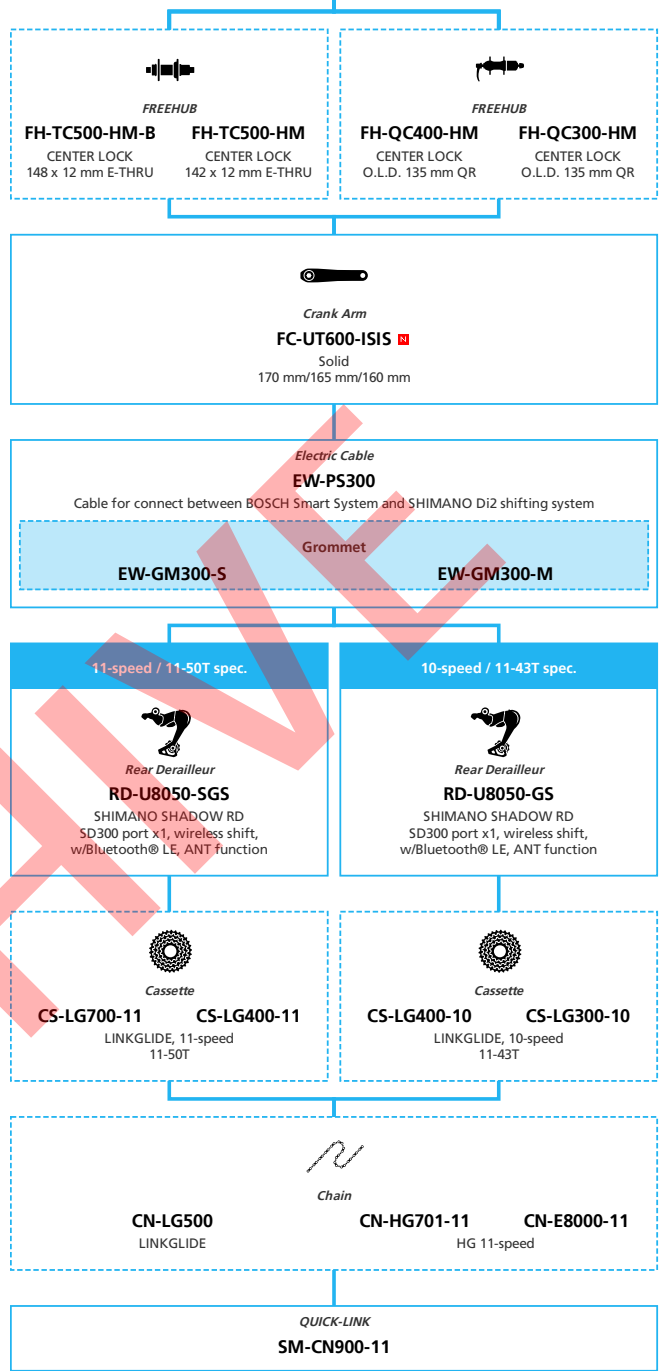 FREEHUB
FH-TC500-HM-B FH-TC500-HM
CENTER LOCK CENTER LOCK
148 x 12 mm E-THRU 142 x 12 mm E-THRU
FREEHUB
FH-QC400-HM FH-QC300-HM
CENTER LOCK CENTER LOCK
O.L.D. 135 mm QR O.L.D. 135 mm QR
Crank Arm
FC-UT600-ISIS N
Solid
170 mm/165 mm/160 mm
Electric Cable
EW-PS300
Cable for connect between BOSCH Smart System and SHIMANO Di2 shifting system
Grommet
EW-GM300-S EW-GM300-M
11-speed / 11-50T spec.
Rear Derailleur
RD-U8050-SGS
SHIMANO SHADOW RD
SD300 port x1, wireless shift,
w/Bluetooth® LE, ANT function
10-speed / 11-43T spec.
Rear Derailleur
RD-U8050-GS
SHIMANO SHADOW RD
SD300 port x1, wireless shift,
w/Bluetooth® LE, ANT function
Cassette
CS-LG700-11 CS-LG400-11
LINKGLIDE, 11-speed
11-50T
Cassette
CS-LG400-10 CS-LG300-10
LINKGLIDE, 10-speed
11-43T
Chain
CN-LG500 CN-HG701-11 CN-E8000-11
LINKGLIDE HG 11-speed
QUICK-LINK
SM-CN900-11
HIVE